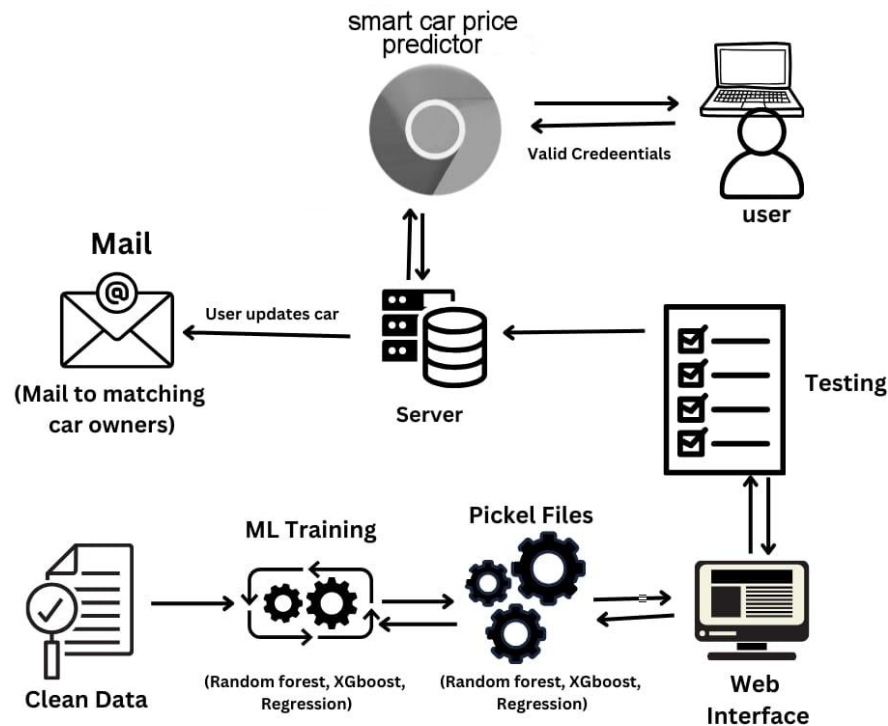 smart car price
predictor
Valid Credeentials
user
Mail
@
User updates car
(Mail to matching
car owners)
Server
Testing
ML Training
Pickel Files
(Random forest, XGboost,
Regression)
(Random forest, XGboost,
Regression)
Clean Data
Web
Interface